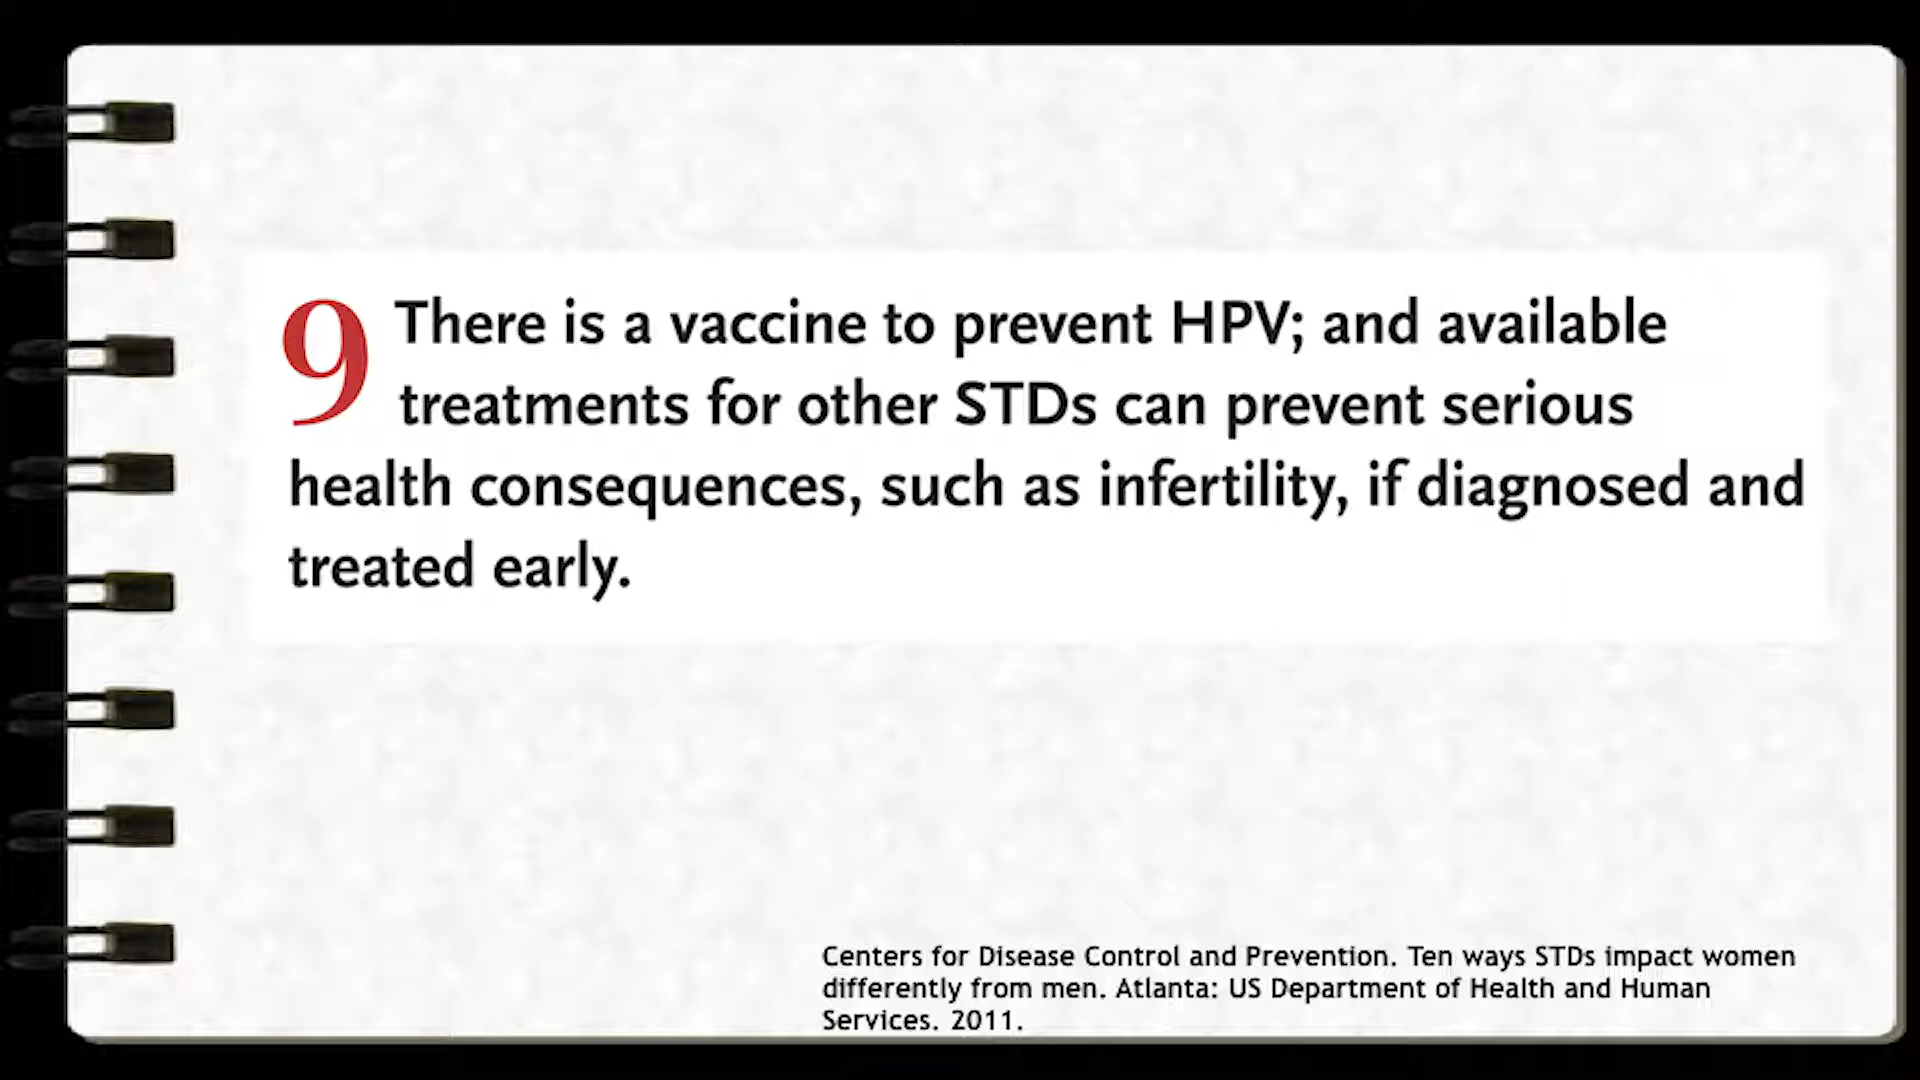 9 There is a vaccine to prevent HPV; and available
treatments for other STDs can prevent serious
health consequences, such as infertility, if diagnosed and
treated early.
Centers for Disease Control and Prevention. Ten ways STDs impact women
differently from men. Atlanta: US Department of Health and Human
Services. 2011.